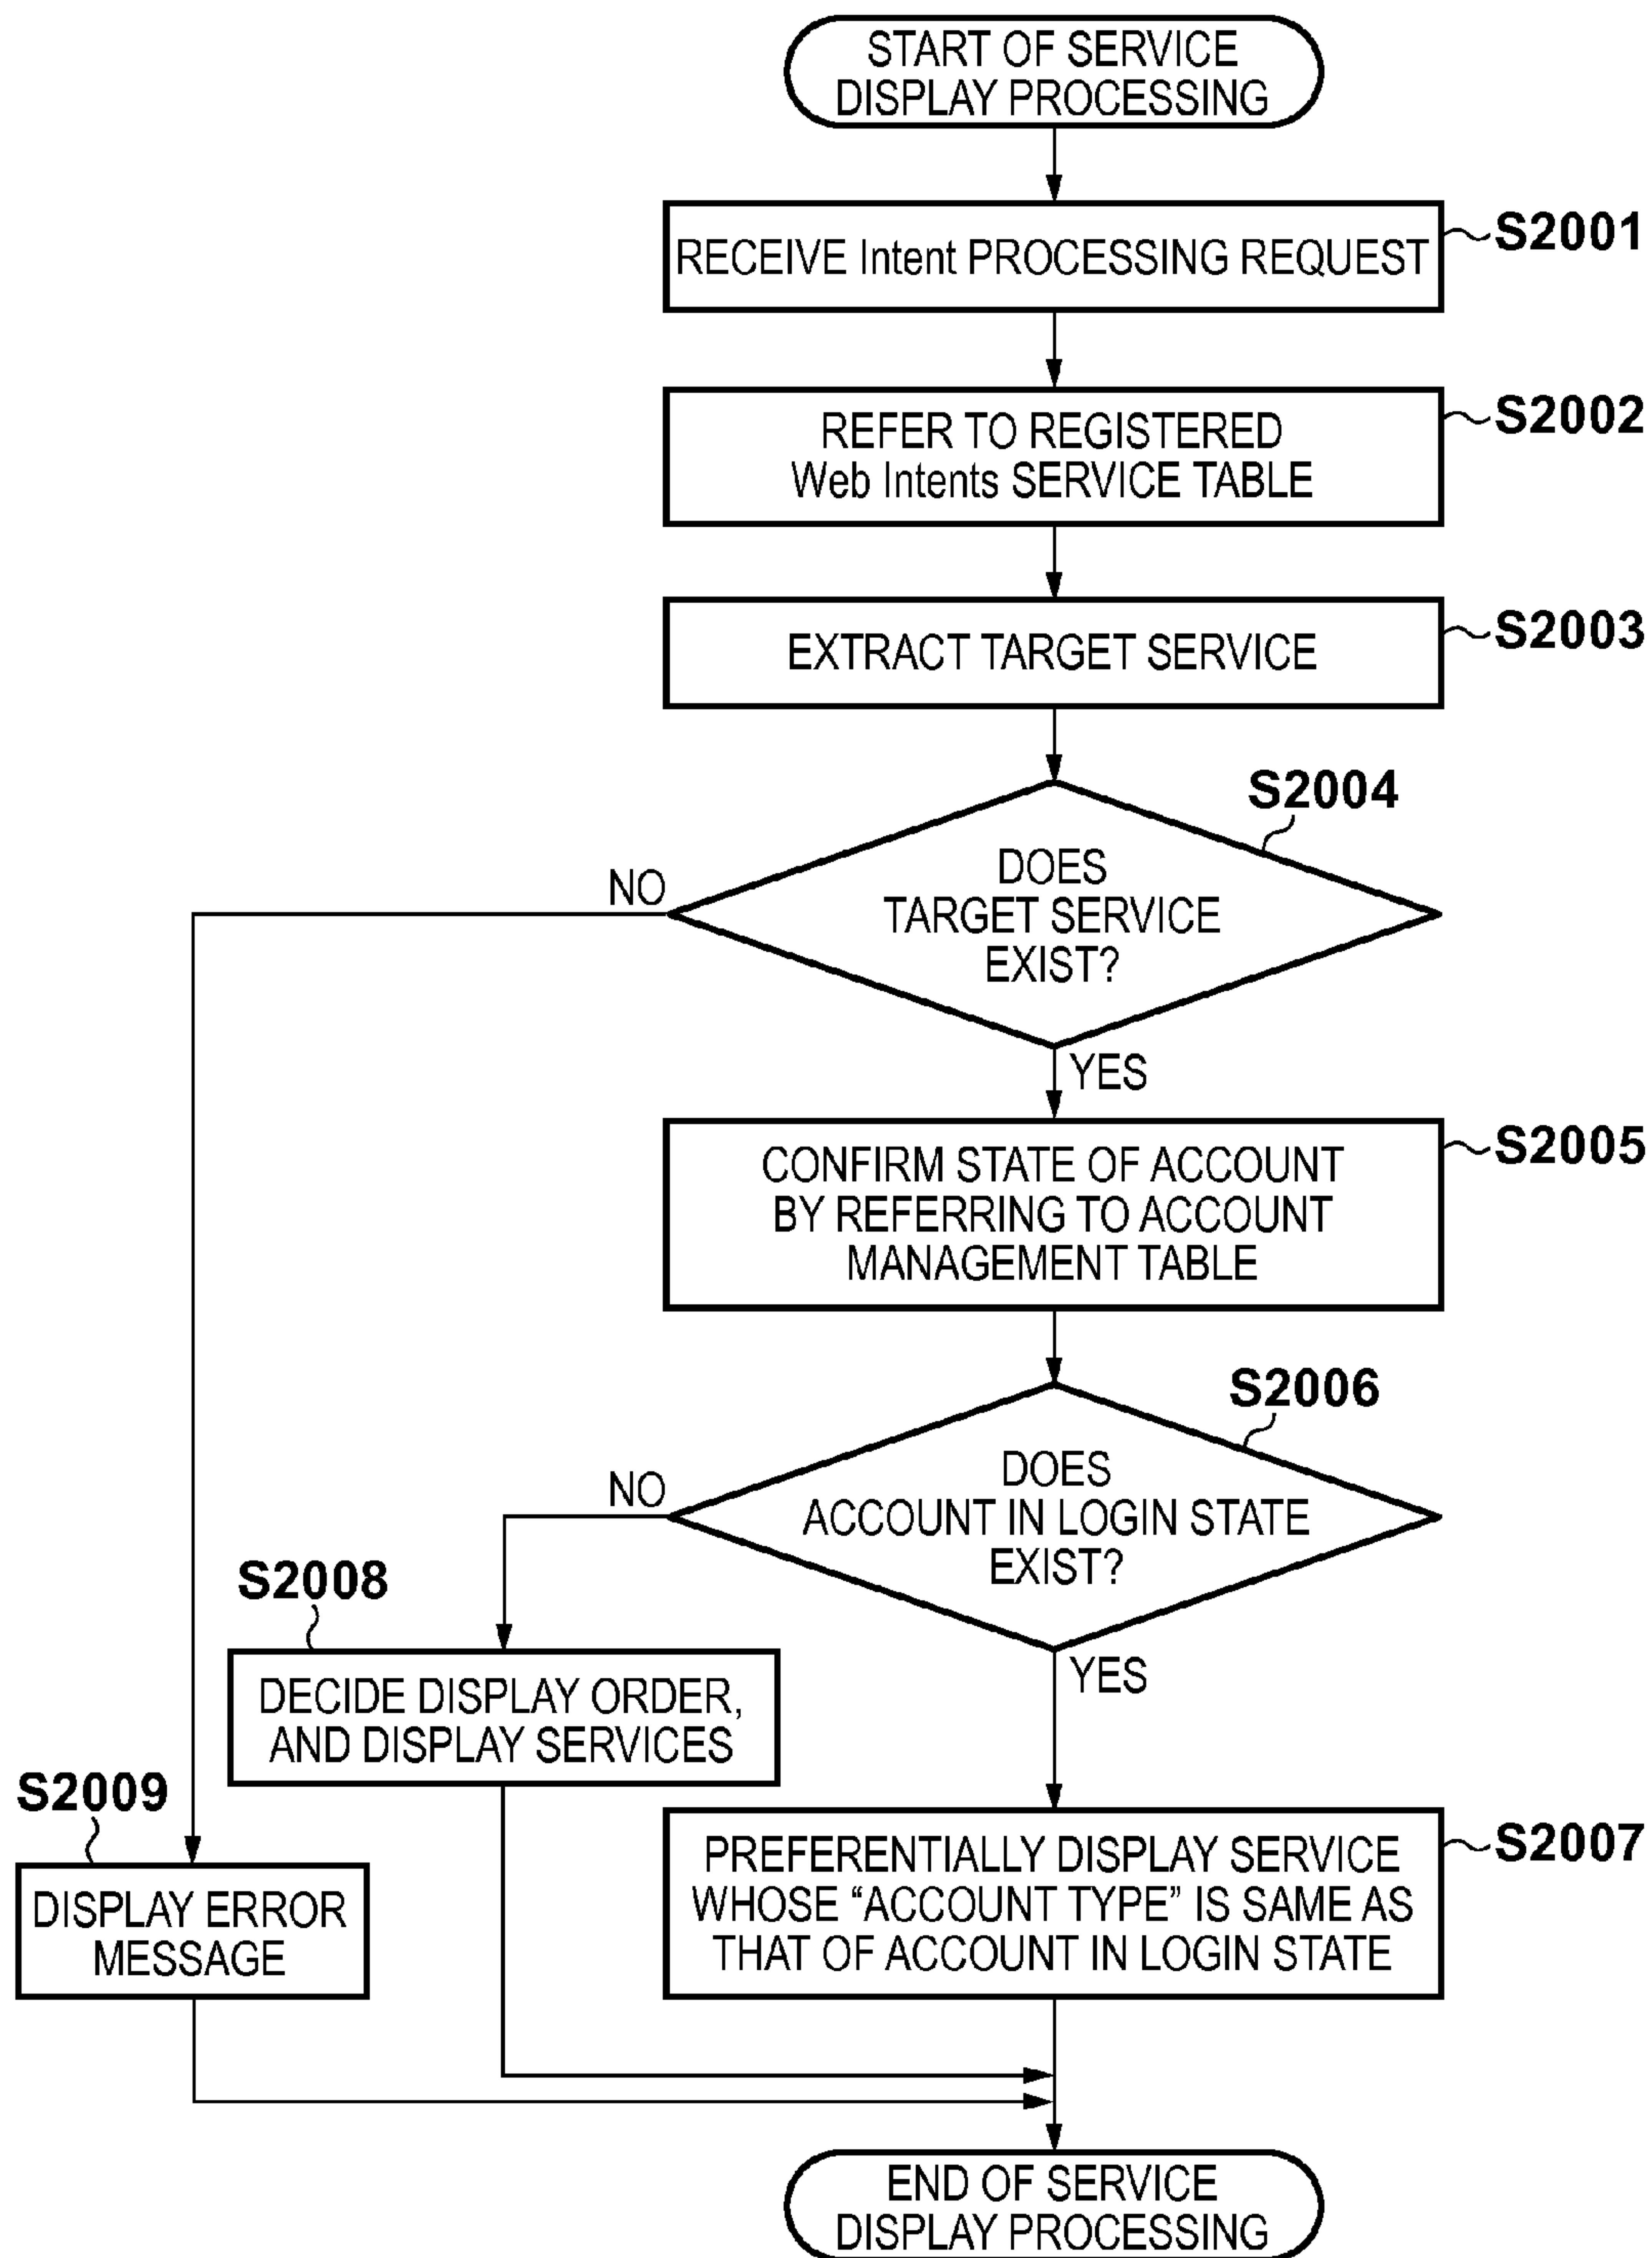 START OF SERVICE
DISPLAY PROCESSING
RECEIVE Intent PROCESSING REQUEST
S2001
REFER TO REGISTERED
Web Intents SERVICE TABLE
S2002
EXTRACT TARGET SERVICE
S2003
S2004
DOES
TARGET SERVICE
EXIST?
NO
YES
CONFIRM STATE OF ACCOUNT
BY REFERRING TO ACCOUNT
MANAGEMENT TABLE
S2005
S2006
DOES
ACCOUNT IN LOGIN STATE
EXIST?
NO
YES
S2008
DECIDE DISPLAY ORDER,
AND DISPLAY SERVICES
S2009
DISPLAY ERROR
MESSAGE
PREFERENTIALLY DISPLAY SERVICE
WHOSE “ACCOUNT TYPE” IS SAME AS
THAT OF ACCOUNT IN LOGIN STATE
S2007
END OF SERVICE
DISPLAY PROCESSING